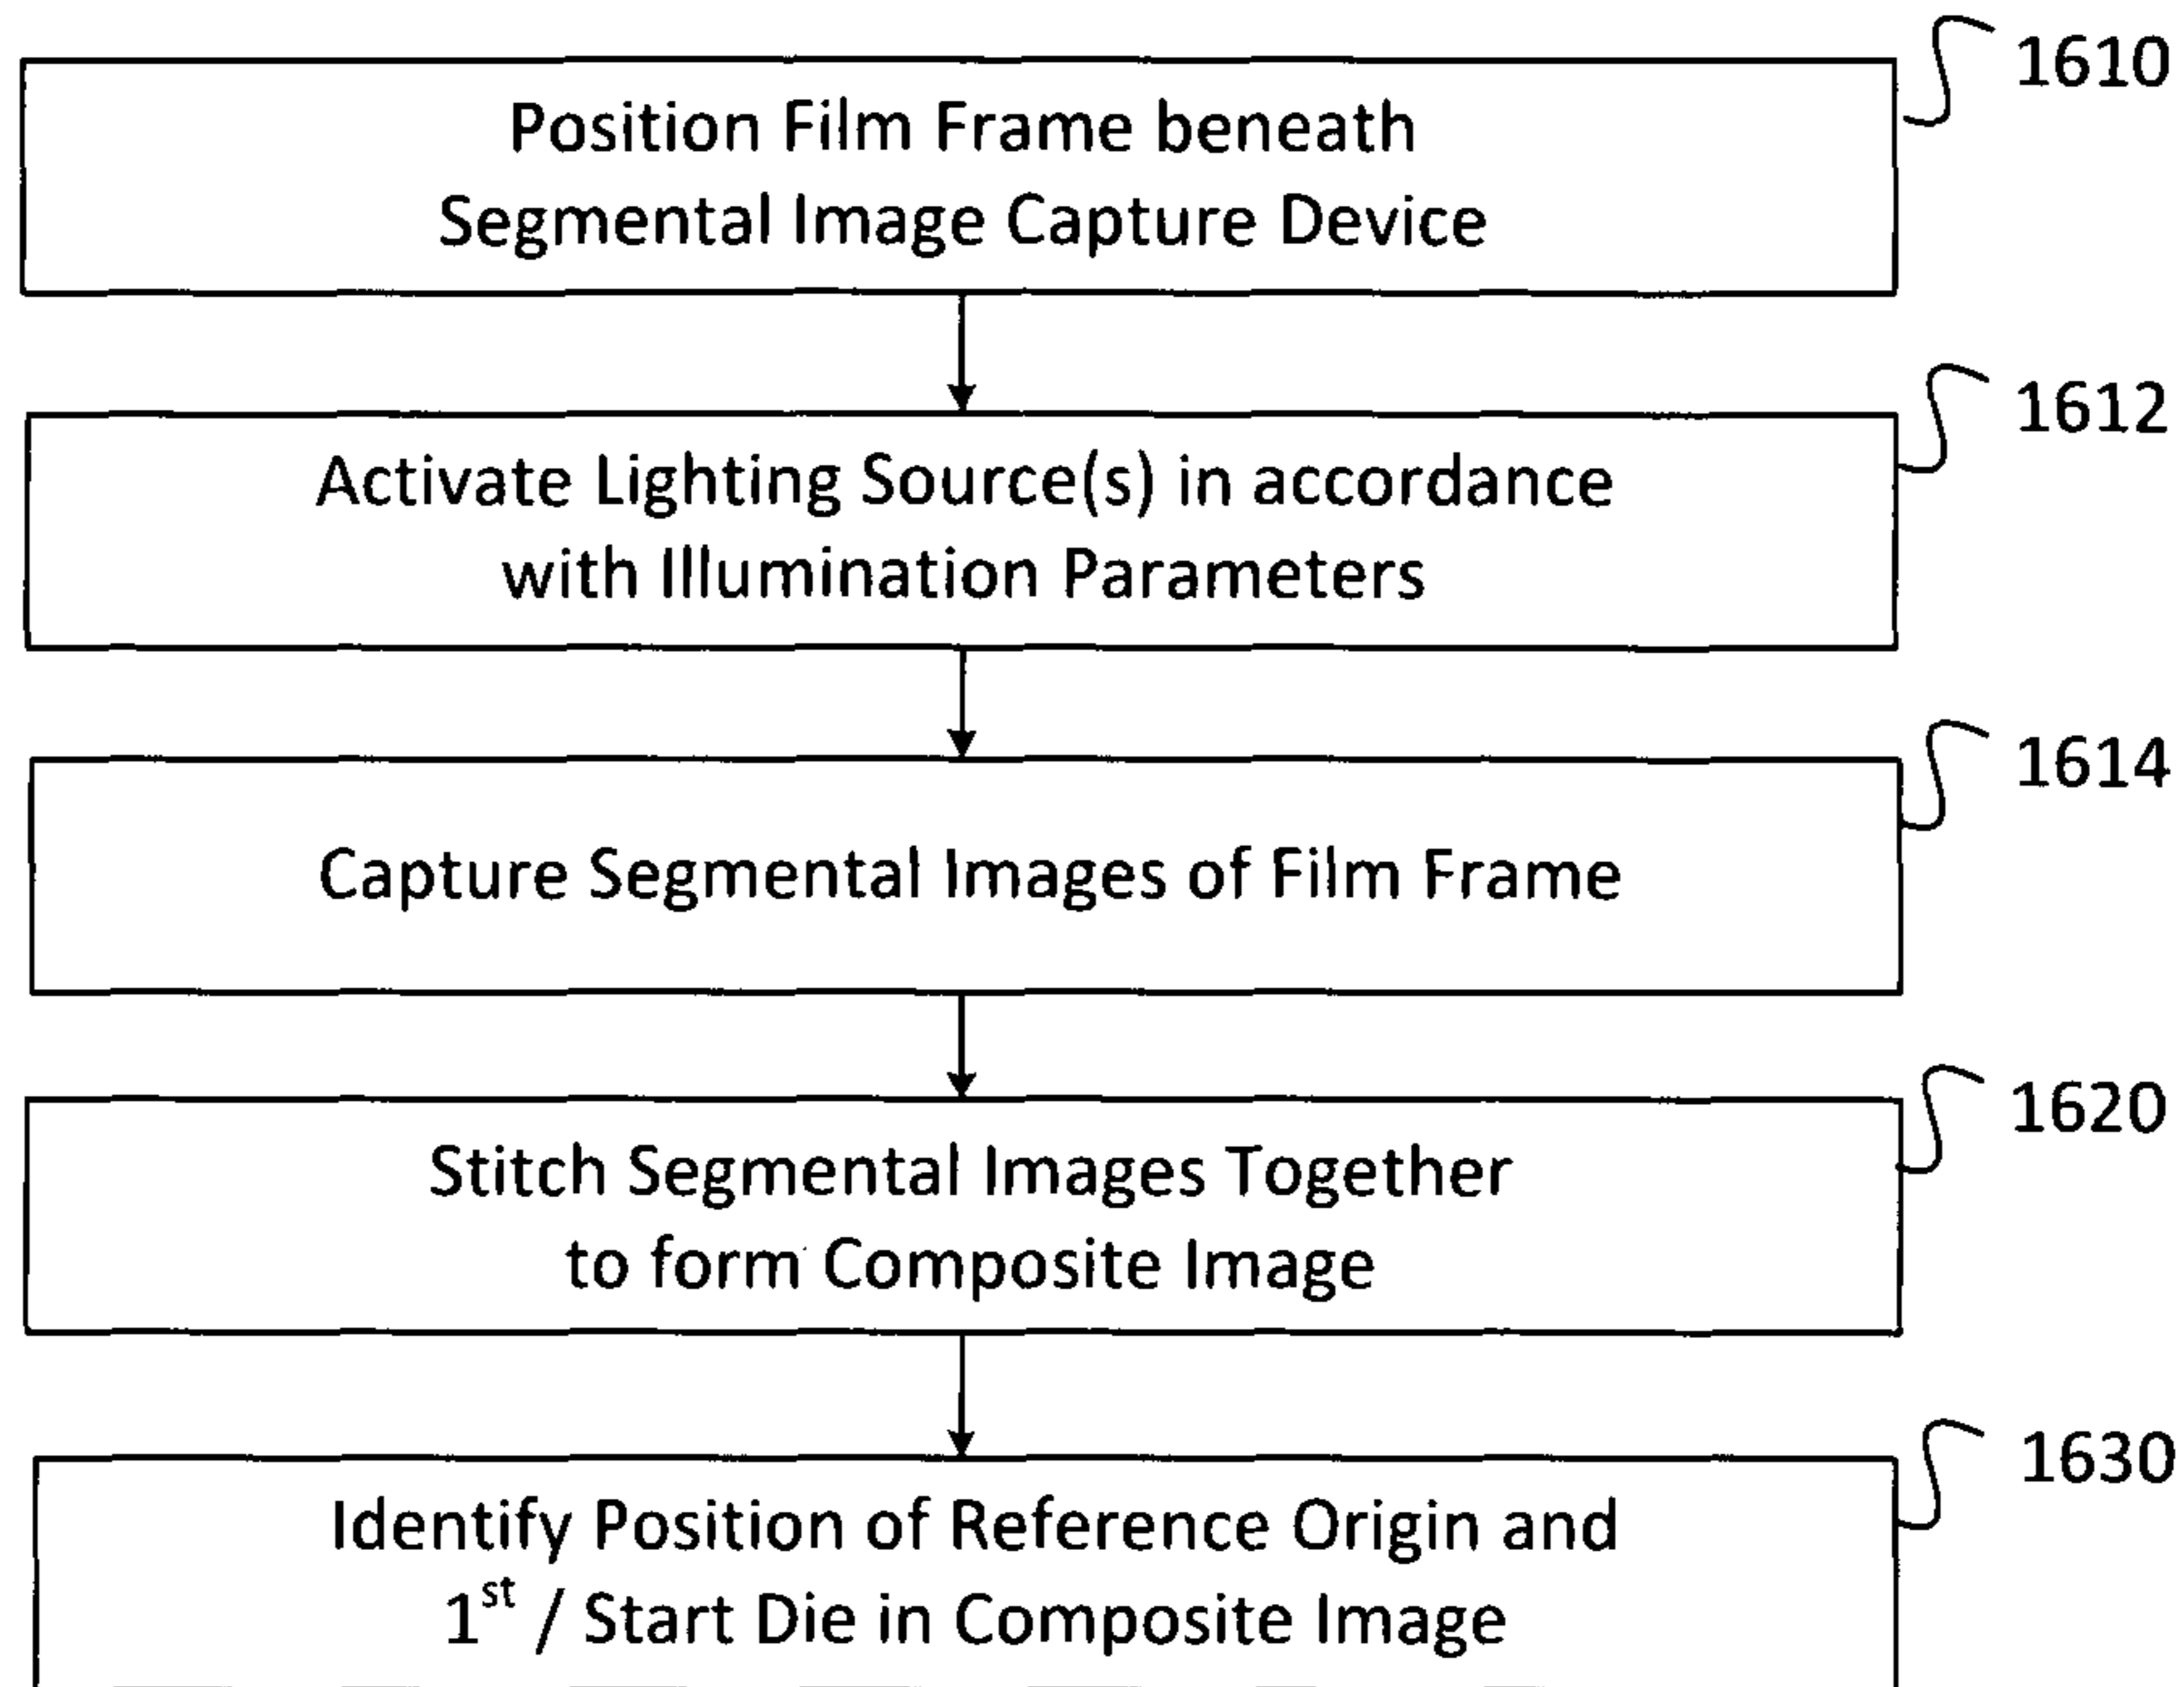 1610
Position Film Frame beneath
Segmental Image Capture Device
1612
Activate Lighting Source(s) in accordance
with Illumination Parameters
1614
Capture Segmental Images of Film Frame
1620
Stitch Segmental Images Together
to form Composite Image
1630
Identify Position of Reference Origin and
1st / Start Die in Composite Image